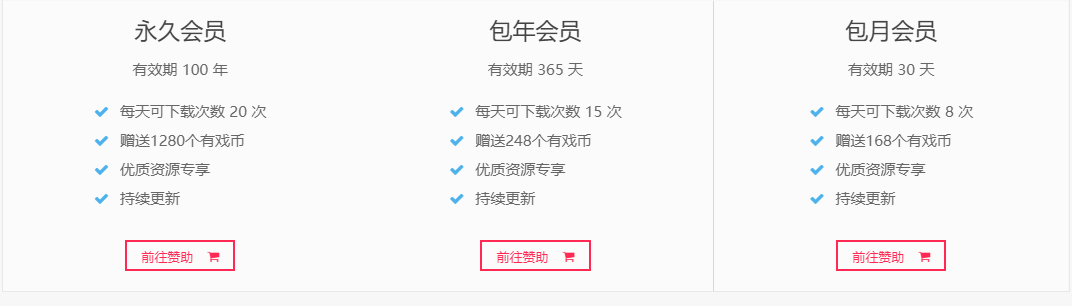 永久会员
有效期 100 年
每天可下载次数 20 次
赠送1280个有戏币
优质资源专享
持续更新
前往赞助
包年会员
有效期 365 天
每天可下载次数 15 次
赠送248个有戏币
优质资源专享
持续更新
前往赞助
包月会员
有效期 30 天
每天可下载次数 8 次
赠送168个有戏币
优质资源专享
持续更新
前往赞助